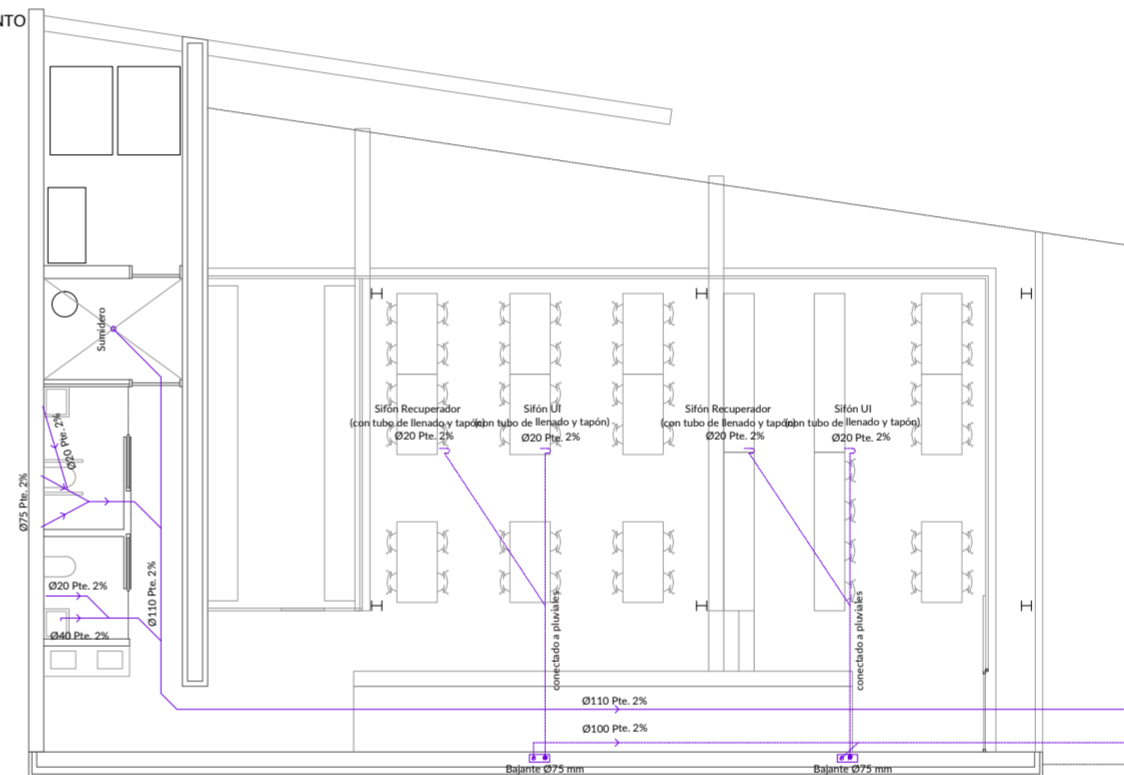 NTO
Sumidero
Sifón Recuperador
(con tubo de llenado y tapón)
Ø20 Pte. 2%
Sifón UI
(con tubo de llenado y tapón)
Ø20 Pte. 2%
Sifón Recuperador
(con tubo de llenado y tapón)
Ø20 Pte. 2%
Sifón UI
(con tubo de llenado y tapón)
Ø20 Pte. 2%
Ø20 Pte. 2%
Ø75 Pte. 2%
Ø110 Pte. 2%
Ø20 Pte. 2%
Ø40 Pte. 2%
conectado a pluviales
conectado a pluviales
Ø110 Pte. 2%
Ø100 Pte. 2%
Bajante Ø75 mm
Bajante Ø75 mm